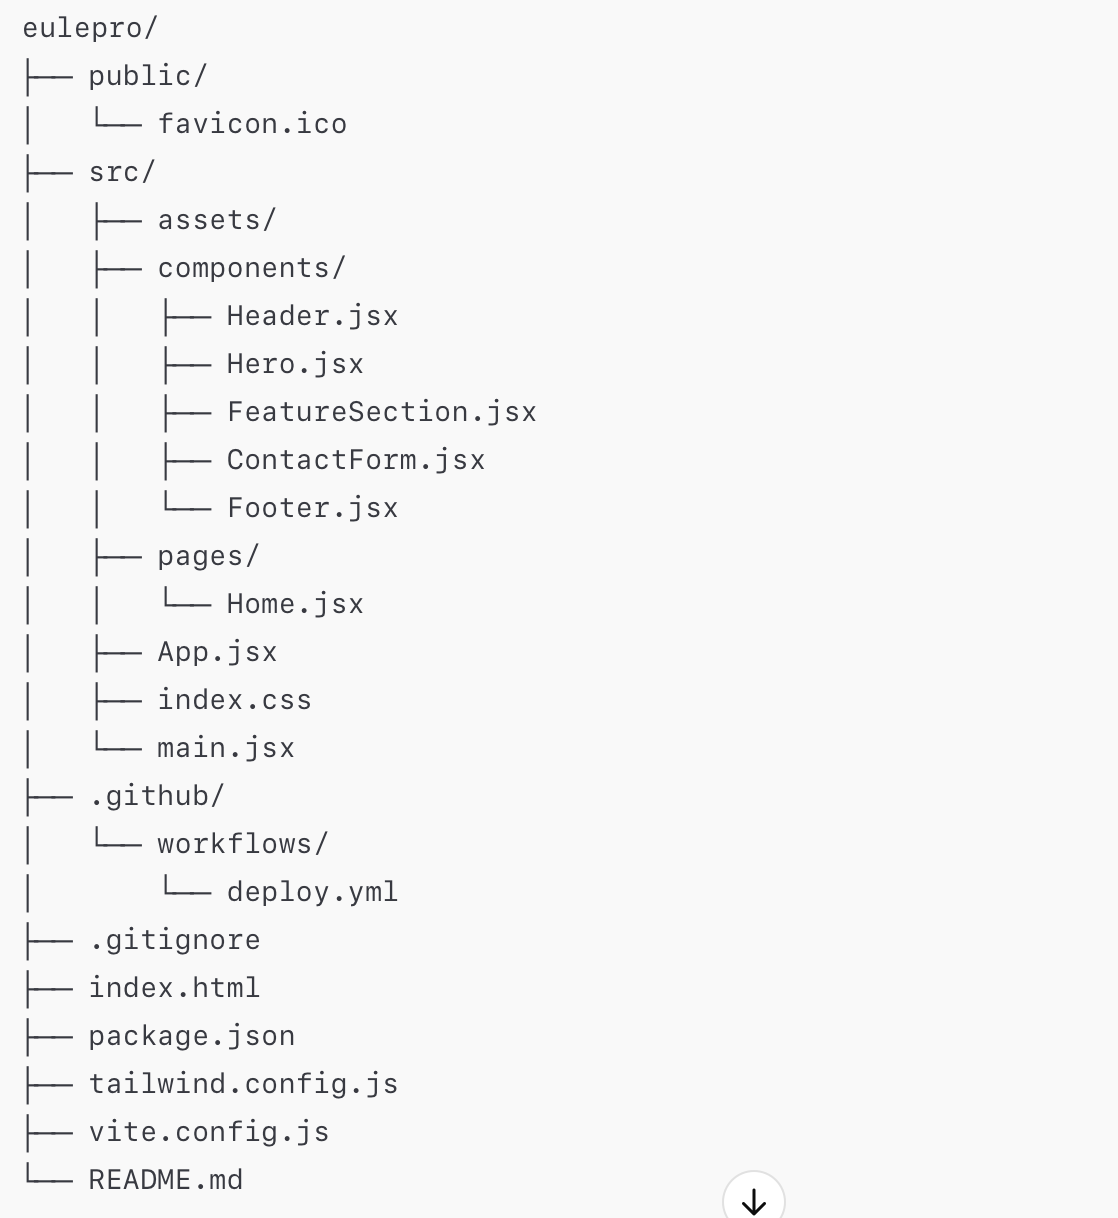 eulepro/
├── public/
│   └── favicon.ico
├── src/
│   ├── assets/
│   ├── components/
│   │   ├── Header.jsx
│   │   ├── Hero.jsx
│   │   ├── FeatureSection.jsx
│   │   ├── ContactForm.jsx
│   │   └── Footer.jsx
│   ├── pages/
│   │   └── Home.jsx
│   ├── App.jsx
│   ├── index.css
│   └── main.jsx
├── .github/
│   └── workflows/
│       └── deploy.yml
├── .gitignore
├── index.html
├── package.json
├── tailwind.config.js
├── vite.config.js
└── README.md